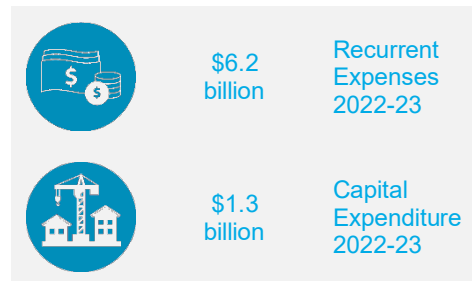 $6.2
billion
Recurrent
Expenses
2022-23
$1.3
billion
Capital
Expenditure
2022-23
$
$